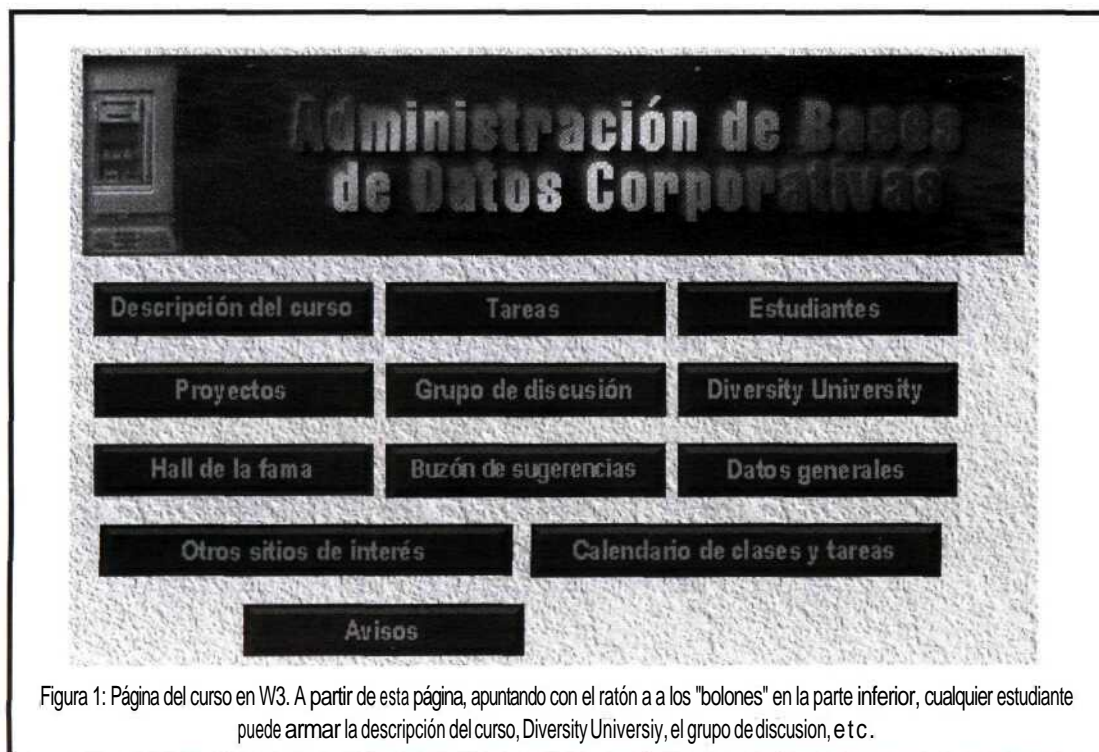 Administración de Bases
de Datos Corporativas
Descripción del curso
Tareas
Estudiantes
Proyectos
Grupo de discusión
Diversity University
Hall de la fama
Buzón de sugerencias
Datos generales
Otros sitios de interés
Calendario de clases y tareas
Avisos
Figura 1: Página del curso en W3. A partir de esta página, apuntando con el ratón a a los "bolones" en la parte inferior, cualquier estudiante
puede armar la descripción del curso, Diversity Universiy, el grupo de discusion, etc.